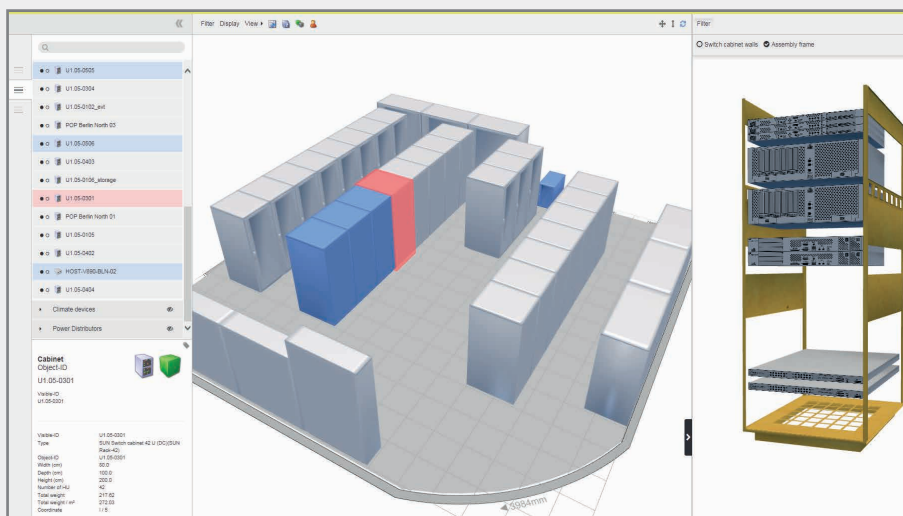 Filter Display View
Filter
Switch cabinet walls Assembly frame
U1.05-0505
U1.05-0304
U1.05-0102_evt
POP Berlin North 03
U1.05-0506
U1.05-0403
U1.05-0106_storage
U1.05-0301
POP Berlin North 01
U1.05-0105
U1.05-0402
HOST-V890-BLN-02
U1.05-0404
Climate devices
Power Distributors
Cabinet
Object-ID
U1.05-0301
Visible-ID
U1.05-0301
Visible-ID U1.05-0301
Type SUN Switch cabinet 42 U (DC)(SUN
Rack-42)
Object-ID U1.05-0301
Width (cm) 80.0
Depth (cm) 100.0
Height (cm) 200.0
Number of HU 42
Total weight 217.62
Total weight / m² 272.03
Coordinate I / 5
3984mm